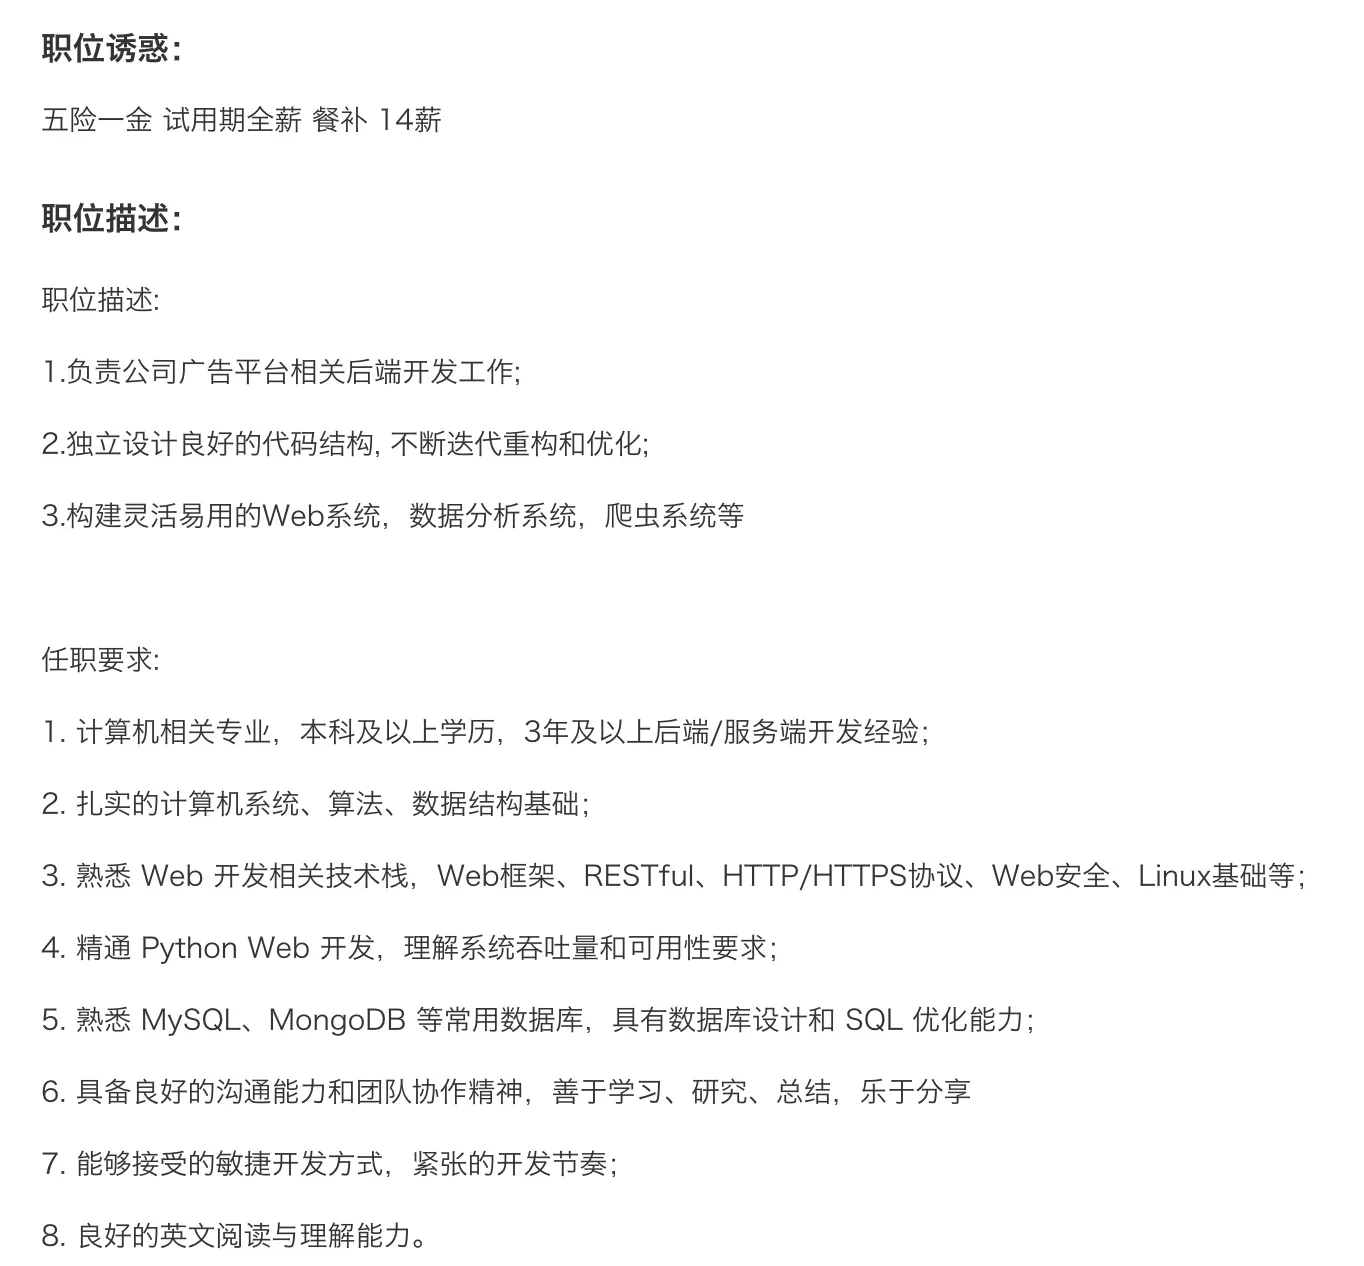 职位诱惑：
五险一金 试用期全薪 餐补 14薪
职位描述：
职位描述:
1.负责公司广告平台相关后端开发工作;
2.独立设计良好的代码结构, 不断迭代重构和优化;
3.构建灵活易用的Web系统，数据分析系统，爬虫系统等
任职要求:
1. 计算机相关专业，本科及以上学历，3年及以上后端/服务端开发经验；
2. 扎实的计算机系统、算法、数据结构基础；
3. 熟悉 Web 开发相关技术栈，Web框架、RESTful、HTTP/HTTPS协议、Web安全、Linux基础等；
4. 精通 Python Web 开发，理解系统吞吐量和可用性要求；
5. 熟悉 MySQL、MongoDB 等常用数据库，具有数据库设计和 SQL 优化能力；
6. 具备良好的沟通能力和团队协作精神，善于学习、研究、总结，乐于分享
7. 能够接受的敏捷开发方式，紧张的开发节奏；
8. 良好的英文阅读与理解能力。